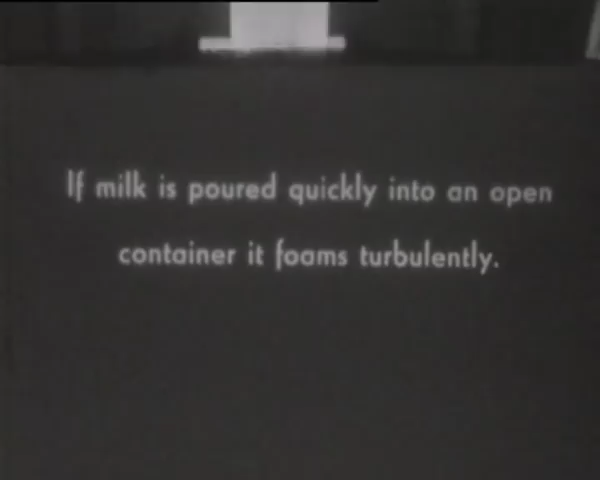 If milk is poured quickly into an open
container it foams turbulently.